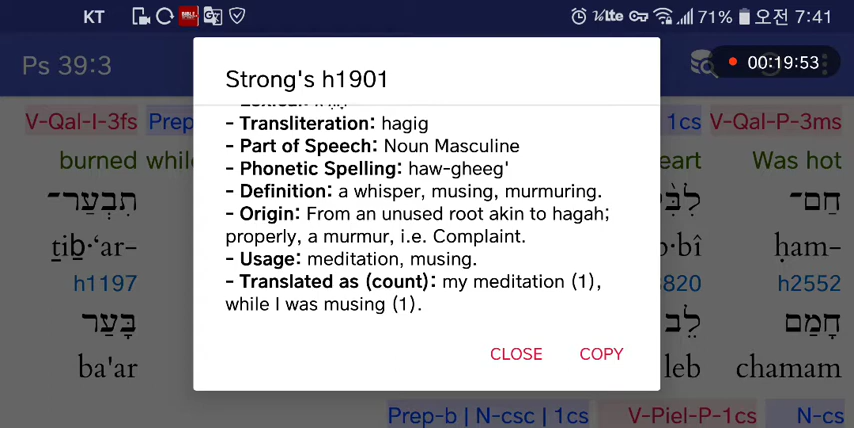 KT 71% 오전 7:41
Ps 39:3
00:19:53
Strong's h1901
- Transliteration: hagig
- Part of Speech: Noun Masculine
- Phonetic Spelling: haw-gheeg'
- Definition: a whisper, musing, murmuring.
- Origin: From an unused root akin to hagah;
properly, a murmur, i.e. Complaint.
- Usage: meditation, musing.
- Translated as (count): my meditation (1),
while I was musing (1).
CLOSE COPY
V-Qal-I-3fs Prep 1cs V-Qal-P-3ms
burned while eart Was hot
תִבְעַר־ חַם־
ṯiḇ·‘ar- b·bî ḥam-
h1197 820 h2552
בָּעַר לֵב חָמַם
ba'ar leb chamam
Prep-b | N-csc | 1cs V-Piel-P-1cs N-cs